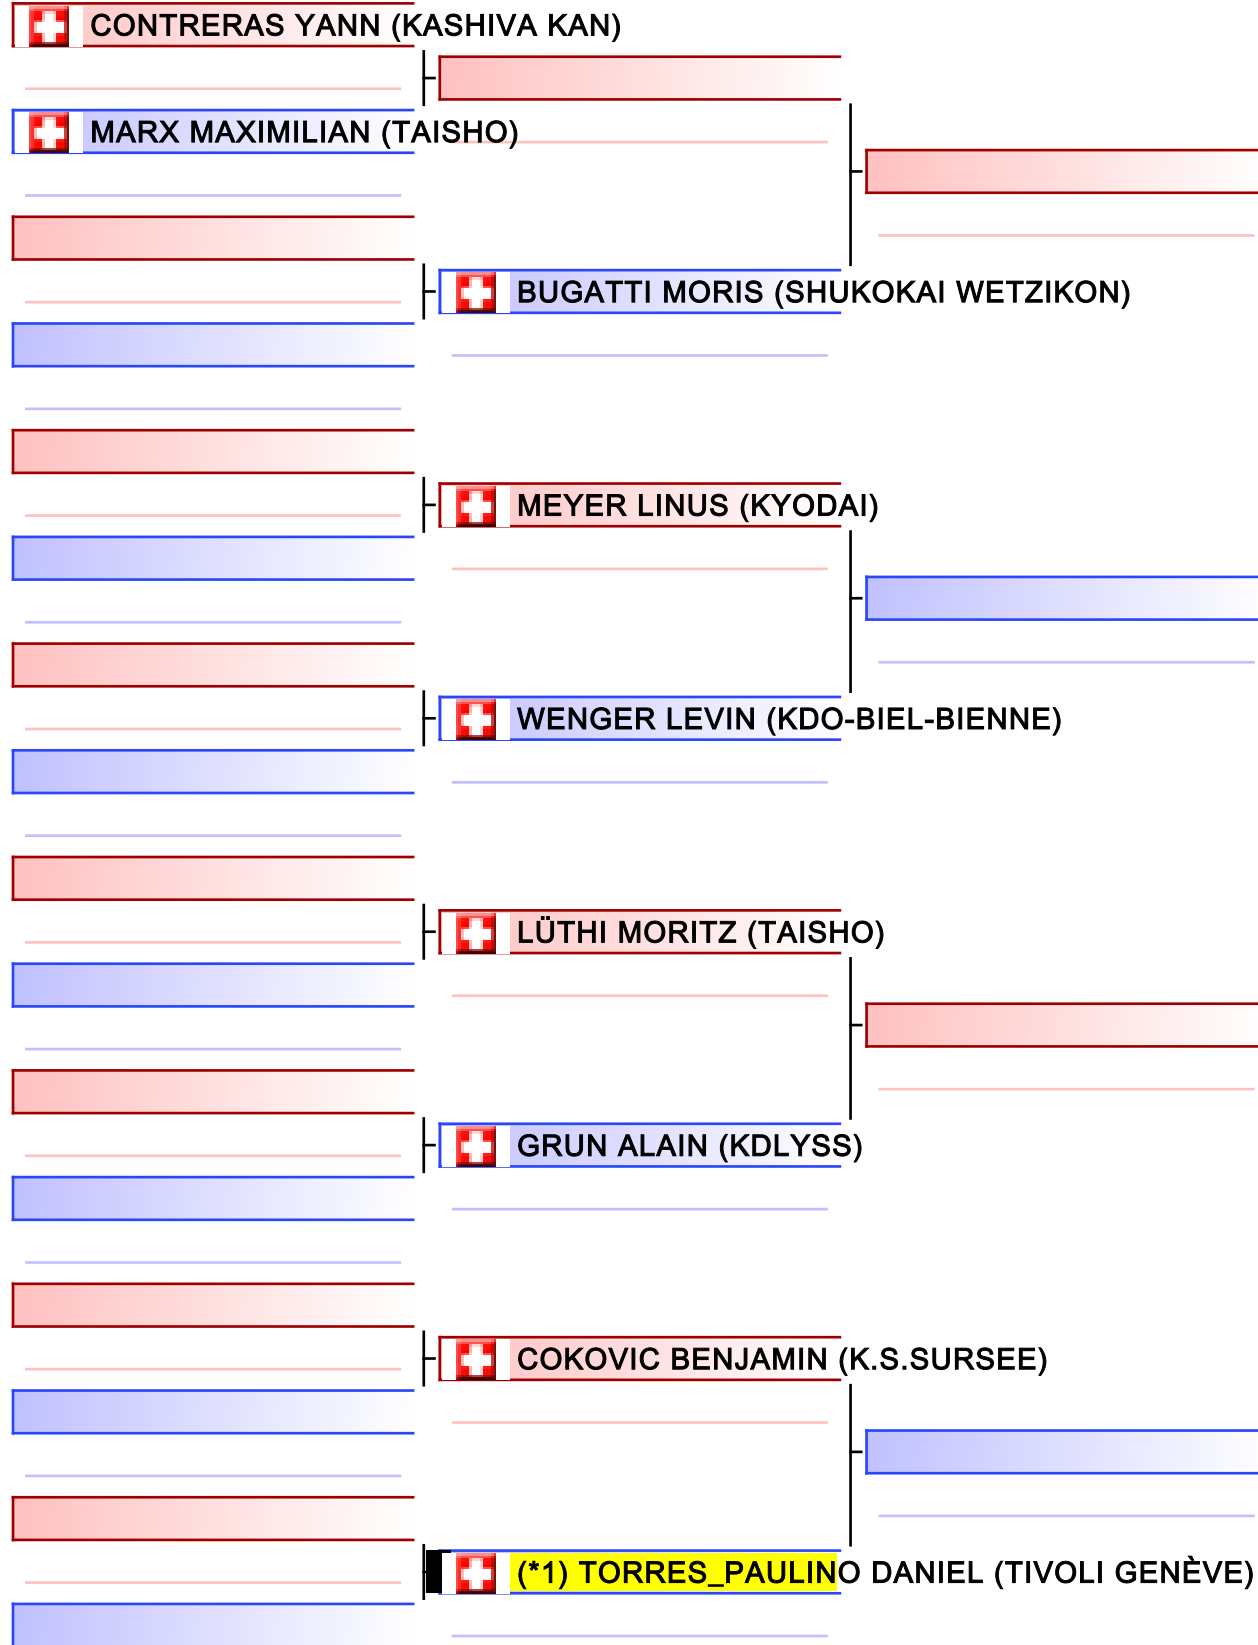 CONTRERAS YANN (KASHIVA KAN)
MARX MAXIMILIAN (TAISHO)
BUGATTI MORIS (SHUKOKAI WETZIKON)
MEYER LINUS (KYODAI)
WENGER LEVIN (KDO-BIEL-BIENNE)
LÜTHI MORITZ (TAISHO)
GRUN ALAIN (KDLYSS)
COKOVIC BENJAMIN (K.S.SURSEE)
(*1) TORRES_PAULINO DANIEL (TIVOLI GENÈVE)